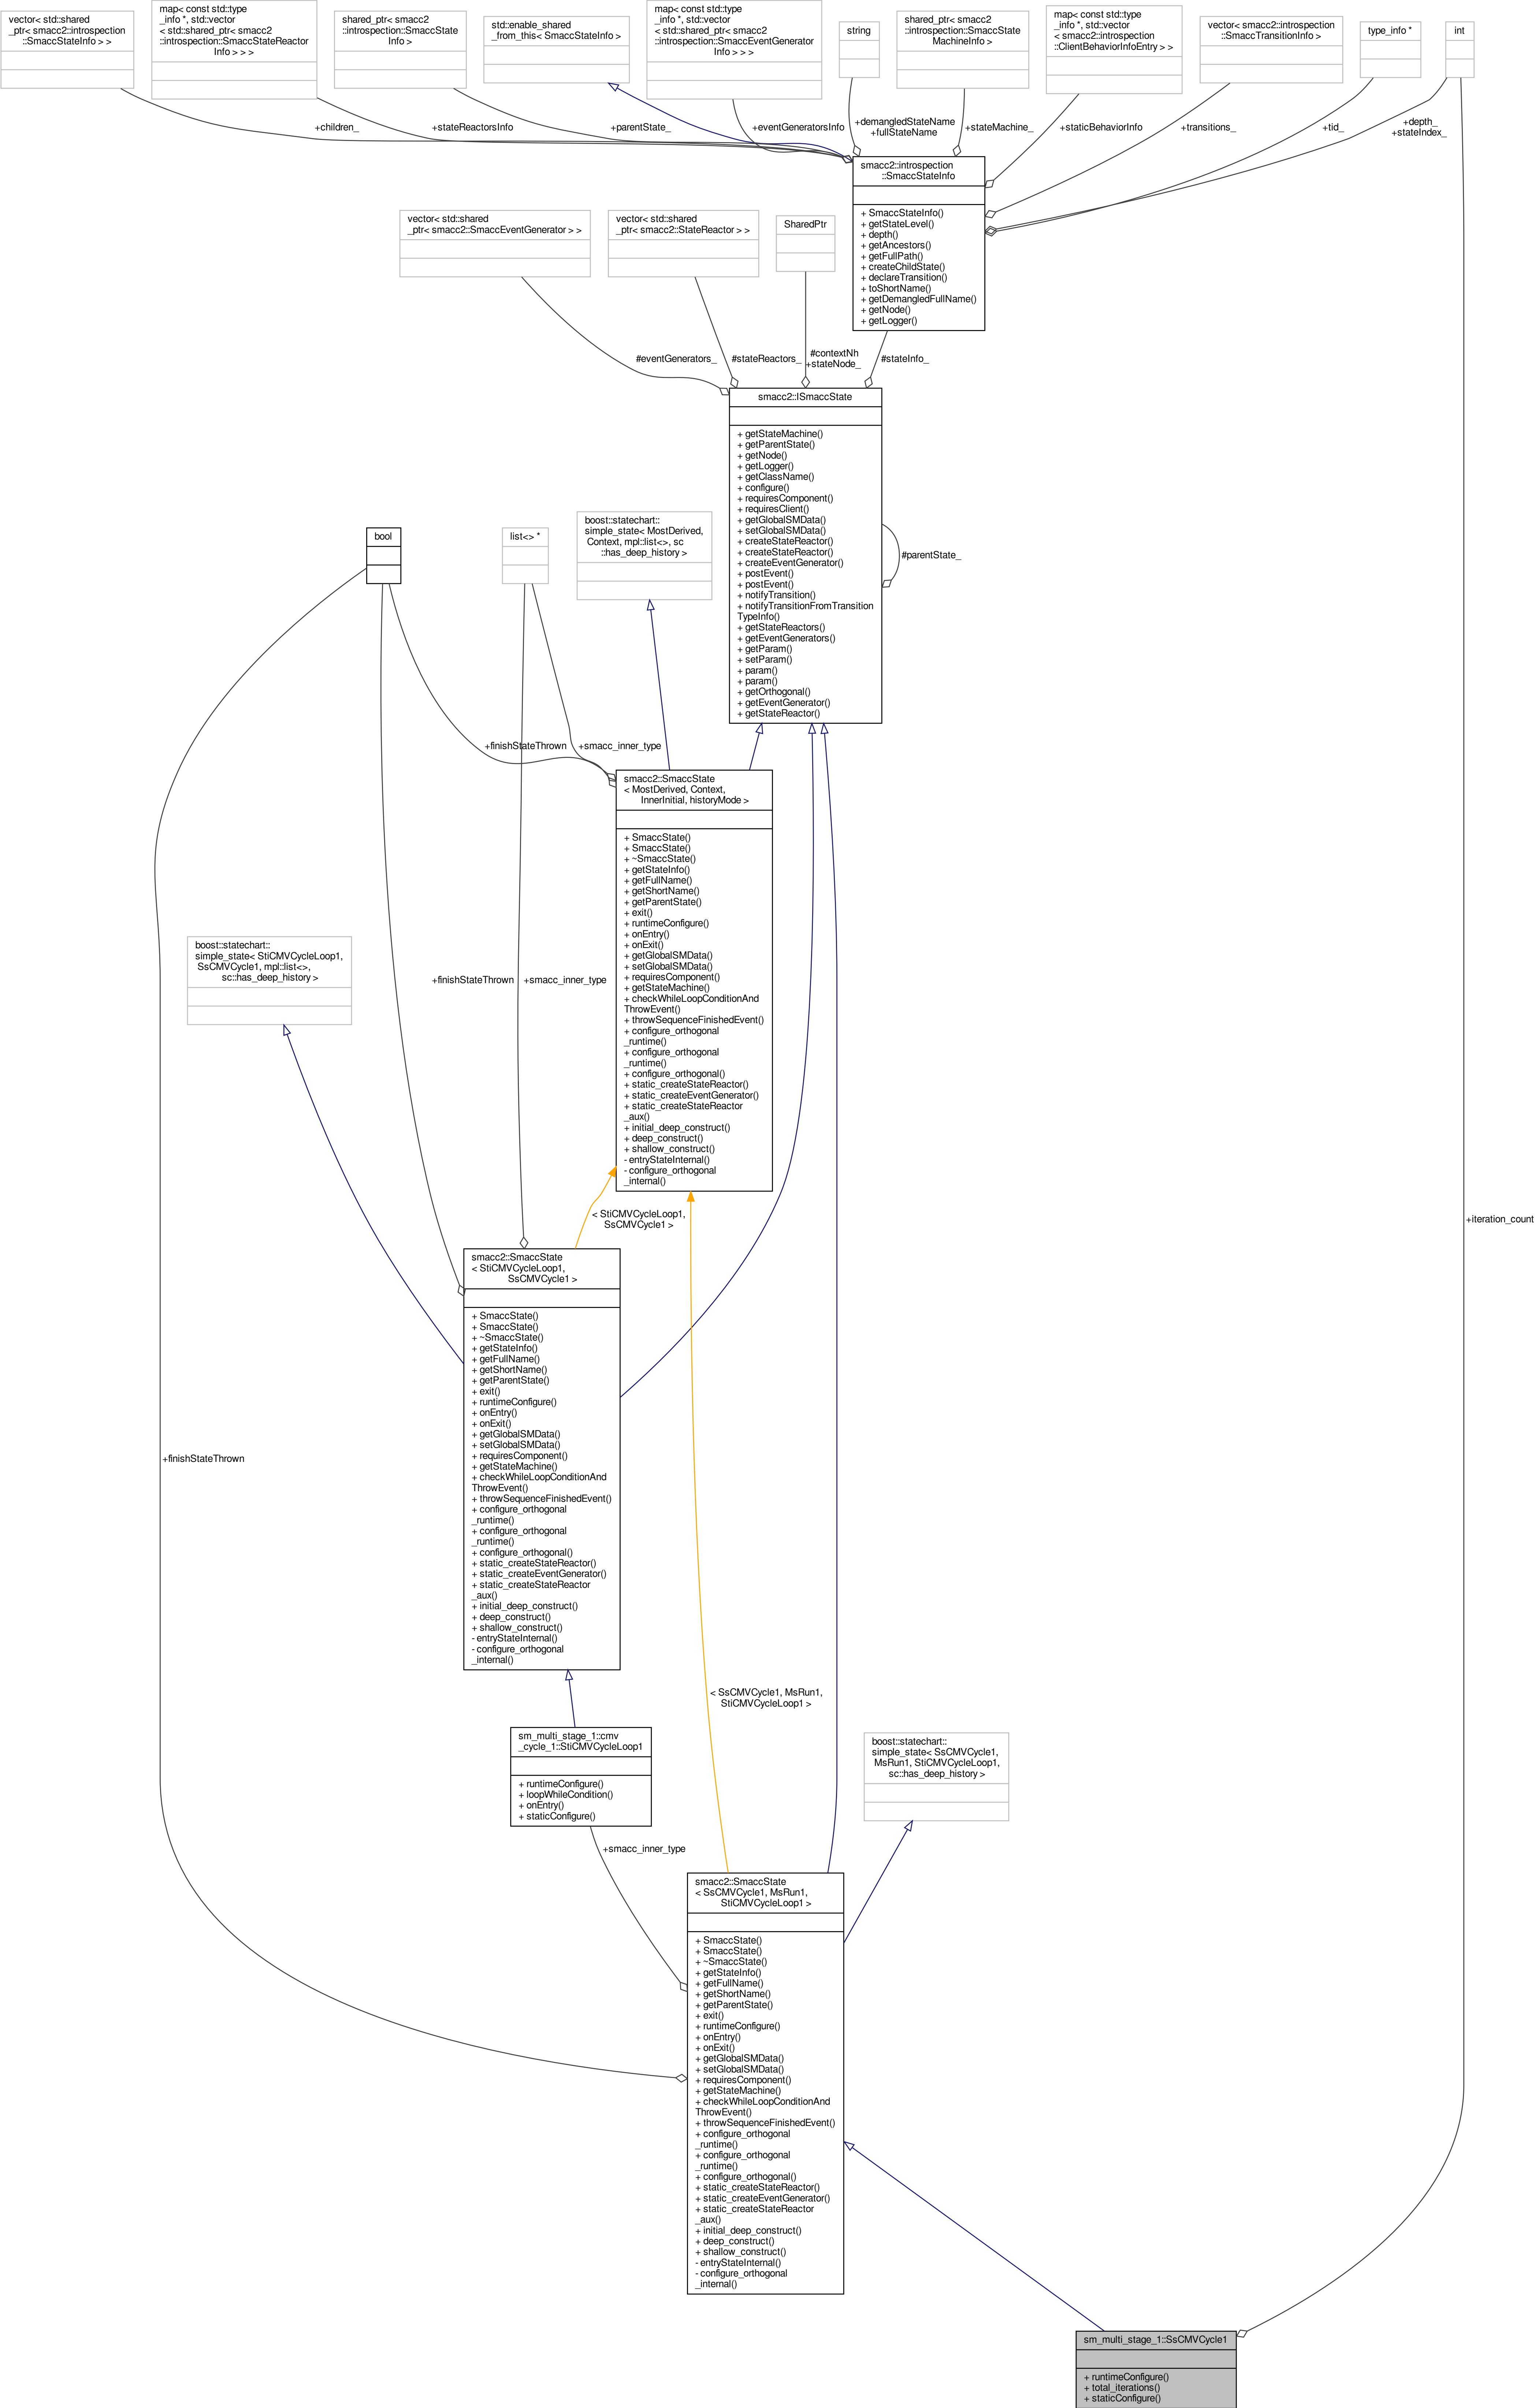 vector< std::shared
_ptr< smacc2::introspection
::SmaccStateInfo > >
map< const std::type
_info *, std::vector
< std::shared_ptr< smacc2
::introspection::SmaccStateReactor
Info > > >
shared_ptr< smacc2
::introspection::SmaccState
Info >
std::enable_shared
_from_this< SmaccStateInfo >
map< const std::type
_info *, std::vector
< std::shared_ptr< smacc2
::introspection::SmaccEventGenerator
Info > > >
string
shared_ptr< smacc2
::introspection::SmaccState
MachineInfo >
map< const std::type
_info *, std::vector
< smacc2::introspection
::ClientBehaviorInfoEntry > >
vector< smacc2::introspection
::SmaccTransitionInfo >
type_info *
int
+children_
+stateReactorsInfo
+parentState_
+eventGeneratorsInfo
+demangledStateName
+fullStateName
+stateMachine_
+staticBehaviorInfo
+transitions_
+tid_
+depth_
+stateIndex_
smacc2::introspection
::SmaccStateInfo
+ SmaccStateInfo()
+ getStateLevel()
+ depth()
+ getAncestors()
+ getFullPath()
+ createChildState()
+ declareTransition()
+ toShortName()
+ getDemangledFullName()
+ getNode()
+ getLogger()
vector< std::shared
_ptr< smacc2::SmaccEventGenerator > >
vector< std::shared
_ptr< smacc2::StateReactor > >
SharedPtr
#eventGenerators_
#stateReactors_
#contextNh
+stateNode_
#stateInfo_
smacc2::ISmaccState
+ getStateMachine()
+ getParentState()
+ getNode()
+ getLogger()
+ getClassName()
+ configure()
+ requiresComponent()
+ requiresClient()
+ getGlobalSMData()
+ setGlobalSMData()
+ createStateReactor()
+ createStateReactor()
+ createEventGenerator()
+ postEvent()
+ postEvent()
+ notifyTransition()
+ notifyTransitionFromTransition
TypeInfo()
+ getStateReactors()
+ getEventGenerators()
+ getParam()
+ setParam()
+ param()
+ param()
+ getOrthogonal()
+ getEventGenerator()
+ getStateReactor()
#parentState_
bool
list<> *
boost::statechart::
simple_state< MostDerived,
Context, mpl::list<>, sc
::has_deep_history >
+finishStateThrown
+smacc_inner_type
smacc2::SmaccState
< MostDerived, Context,
InnerInitial, historyMode >
+ SmaccState()
+ SmaccState()
+ ~SmaccState()
+ getStateInfo()
+ getFullName()
+ getShortName()
+ getParentState()
+ exit()
+ runtimeConfigure()
+ onEntry()
+ onExit()
+ getGlobalSMData()
+ setGlobalSMData()
+ requiresComponent()
+ getStateMachine()
+ checkWhileLoopConditionAnd
ThrowEvent()
+ throwSequenceFinishedEvent()
+ configure_orthogonal
_runtime()
+ configure_orthogonal
_runtime()
+ configure_orthogonal()
+ static_createStateReactor()
+ static_createEventGenerator()
+ static_createStateReactor
_aux()
+ initial_deep_construct()
+ deep_construct()
+ shallow_construct()
- entryStateInternal()
- configure_orthogonal
_internal()
boost::statechart::
simple_state< StiCMVCycleLoop1,
SsCMVCycle1, mpl::list<>,
sc::has_deep_history >
+finishStateThrown
+smacc_inner_type
< StiCMVCycleLoop1,
SsCMVCycle1 >
+iteration_count
smacc2::SmaccState
< StiCMVCycleLoop1,
SsCMVCycle1 >
+ SmaccState()
+ SmaccState()
+ ~SmaccState()
+ getStateInfo()
+ getFullName()
+ getShortName()
+ getParentState()
+ exit()
+ runtimeConfigure()
+ onEntry()
+ onExit()
+ getGlobalSMData()
+ setGlobalSMData()
+ requiresComponent()
+ getStateMachine()
+ checkWhileLoopConditionAnd
ThrowEvent()
+ throwSequenceFinishedEvent()
+ configure_orthogonal
_runtime()
+ configure_orthogonal
_runtime()
+ configure_orthogonal()
+ static_createStateReactor()
+ static_createEventGenerator()
+ static_createStateReactor
_aux()
+ initial_deep_construct()
+ deep_construct()
+ shallow_construct()
- entryStateInternal()
- configure_orthogonal
_internal()
+finishStateThrown
< SsCMVCycle1, MsRun1,
StiCMVCycleLoop1 >
sm_multi_stage_1::cmv
_cycle_1::StiCMVCycleLoop1
+ runtimeConfigure()
+ loopWhileCondition()
+ onEntry()
+ staticConfigure()
boost::statechart::
simple_state< SsCMVCycle1,
MsRun1, StiCMVCycleLoop1,
sc::has_deep_history >
+smacc_inner_type
smacc2::SmaccState
< SsCMVCycle1, MsRun1,
StiCMVCycleLoop1 >
+ SmaccState()
+ SmaccState()
+ ~SmaccState()
+ getStateInfo()
+ getFullName()
+ getShortName()
+ getParentState()
+ exit()
+ runtimeConfigure()
+ onEntry()
+ onExit()
+ getGlobalSMData()
+ setGlobalSMData()
+ requiresComponent()
+ getStateMachine()
+ checkWhileLoopConditionAnd
ThrowEvent()
+ throwSequenceFinishedEvent()
+ configure_orthogonal
_runtime()
+ configure_orthogonal
_runtime()
+ configure_orthogonal()
+ static_createStateReactor()
+ static_createEventGenerator()
+ static_createStateReactor
_aux()
+ initial_deep_construct()
+ deep_construct()
+ shallow_construct()
- entryStateInternal()
- configure_orthogonal
_internal()
sm_multi_stage_1::SsCMVCycle1
+ runtimeConfigure()
+ total_iterations()
+ staticConfigure()